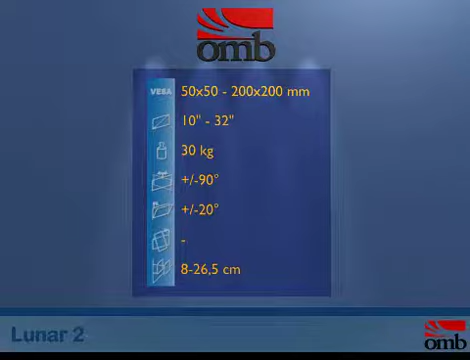 omb
VESA 50x50 - 200x200 mm
10" - 32"
30 kg
+/-90°
+/-20°
-
8-26,5 cm
Lunar 2
omb